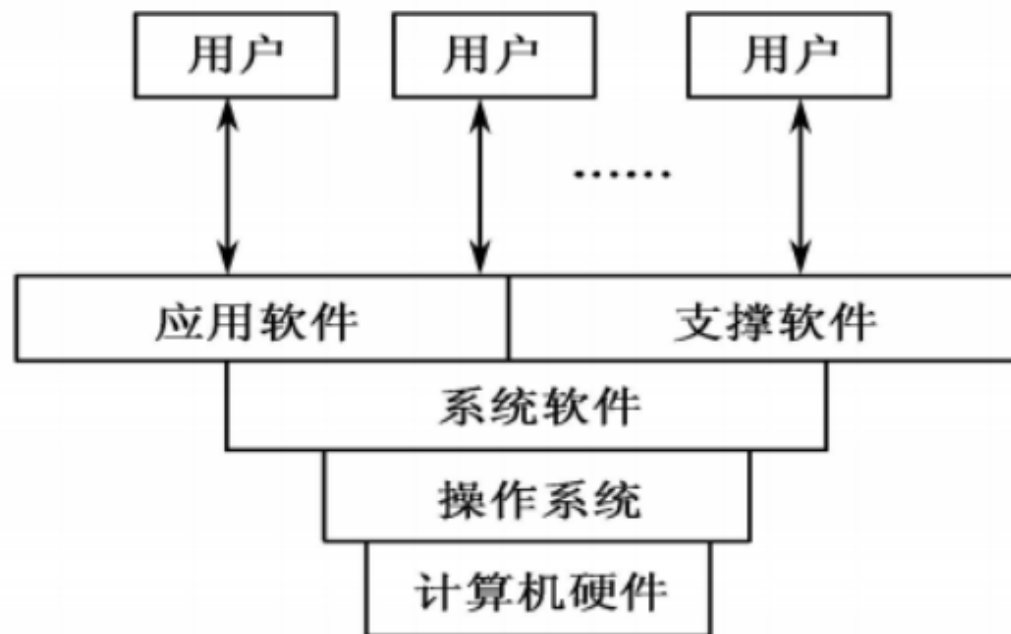 用户 用户 用户
......
应用软件 支撑软件
系统软件
操作系统
计算机硬件